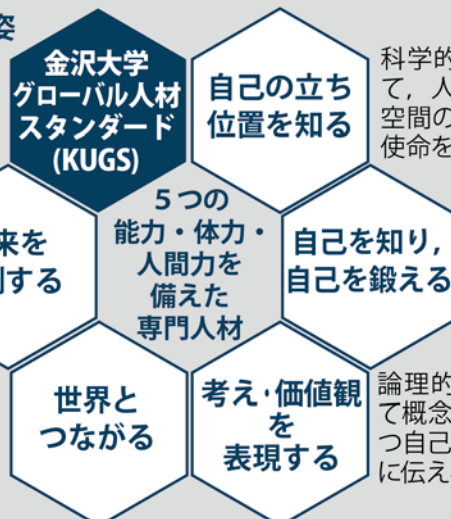 姿
金沢大学
グローバル人材
スタンダード
(KUGS)
自己の立ち
位置を知る
科学的
て，人
空間の
使命を
5つの
能力・体力・
人間力を
備えた
専門人材
来を
する
自己を知り，
自己を鍛える
世界と
つながる
考え・価値観
を
表現する
論理的
て概念
つ自己
に伝え